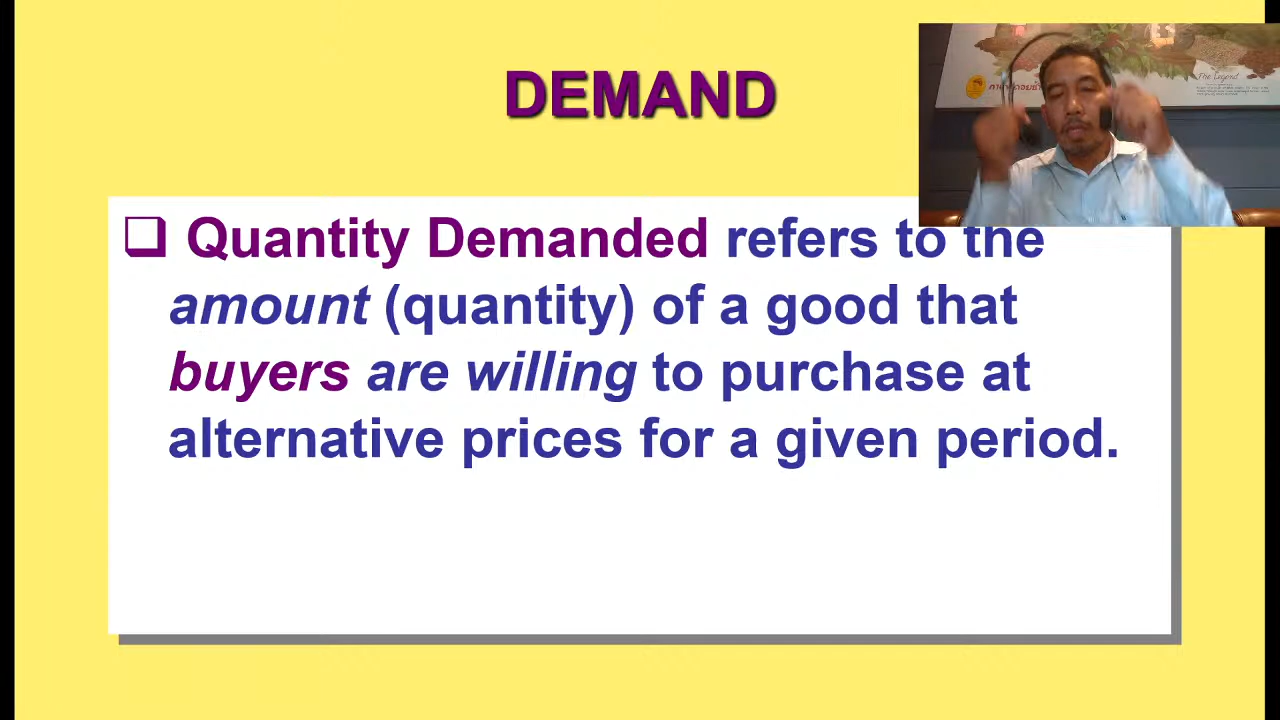 DEMAND
The Legend
Quantity Demanded refers to the
amount (quantity) of a good that
buyers are willing to purchase at
alternative prices for a given period.